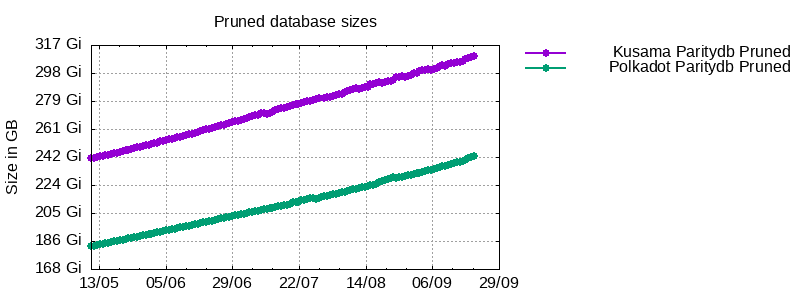 Pruned database sizes
317 Gi
298 Gi
279 Gi
261 Gi
242 Gi
224 Gi
205 Gi
186 Gi
168 Gi
Size in GB
13/05 05/06 29/06 22/07 14/08 06/09 29/09
Kusama Paritydb Pruned
Polkadot Paritydb Pruned